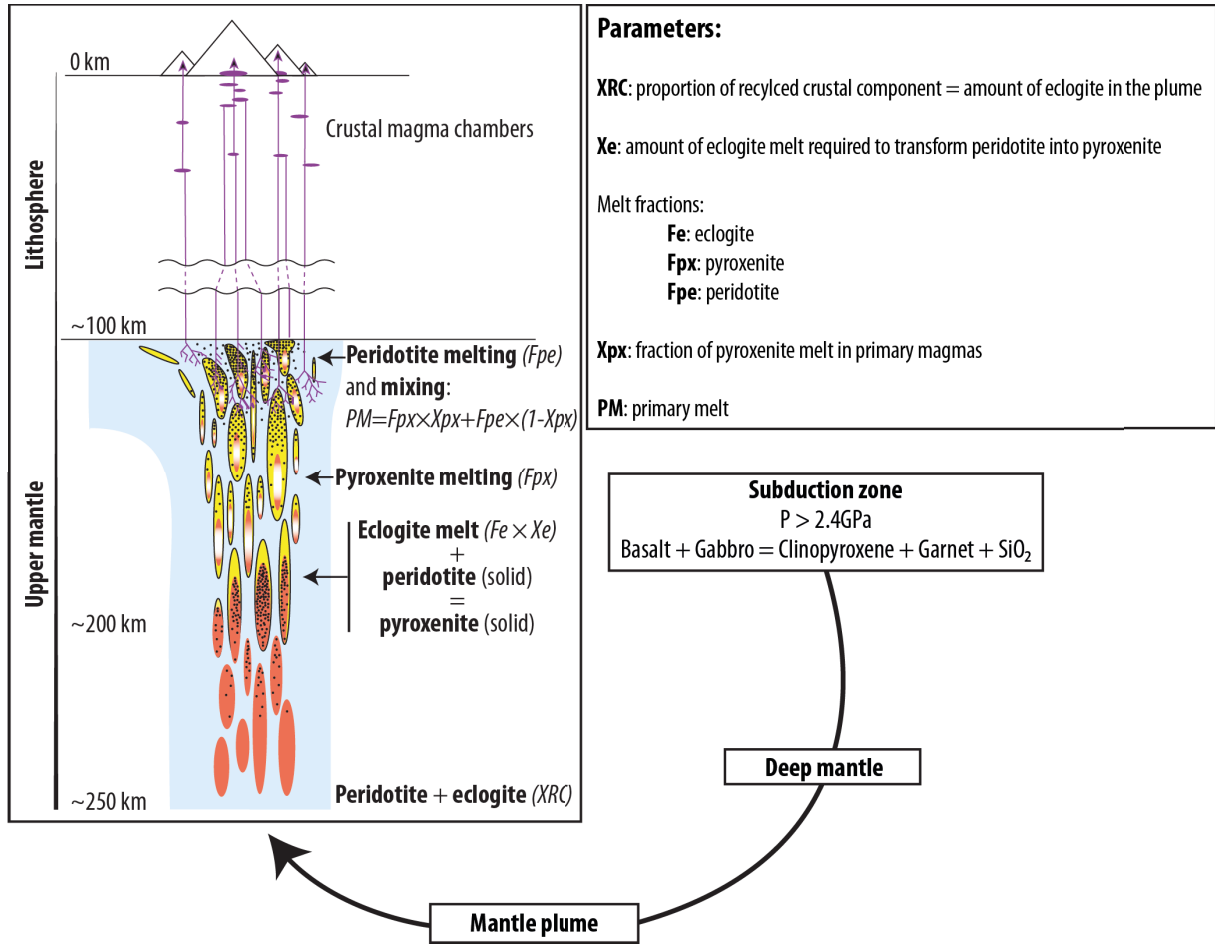 0 km
Crustal magma chambers
Lithosphere
~100 km
Peridotite melting (Fpe)
and mixing:
PM=Fpx×Xpx+Fpe×(1-Xpx)
Pyroxenite melting (Fpx)
Upper mantle
Eclogite melt (Fe × Xe)
+
peridotite (solid)
=
pyroxenite (solid)
~200 km
~250 km
Peridotite + eclogite (XRC)
Parameters:
XRC: proportion of recylced crustal component = amount of eclogite in the plume
Xe: amount of eclogite melt required to transform peridotite into pyroxenite
Melt fractions:
Fe: eclogite
Fpx: pyroxenite
Fpe: peridotite
Xpx: fraction of pyroxenite melt in primary magmas
PM: primary melt
Subduction zone
P > 2.4GPa
Basalt + Gabbro = Clinopyroxene + Garnet + SiO₂
Deep mantle
Mantle plume